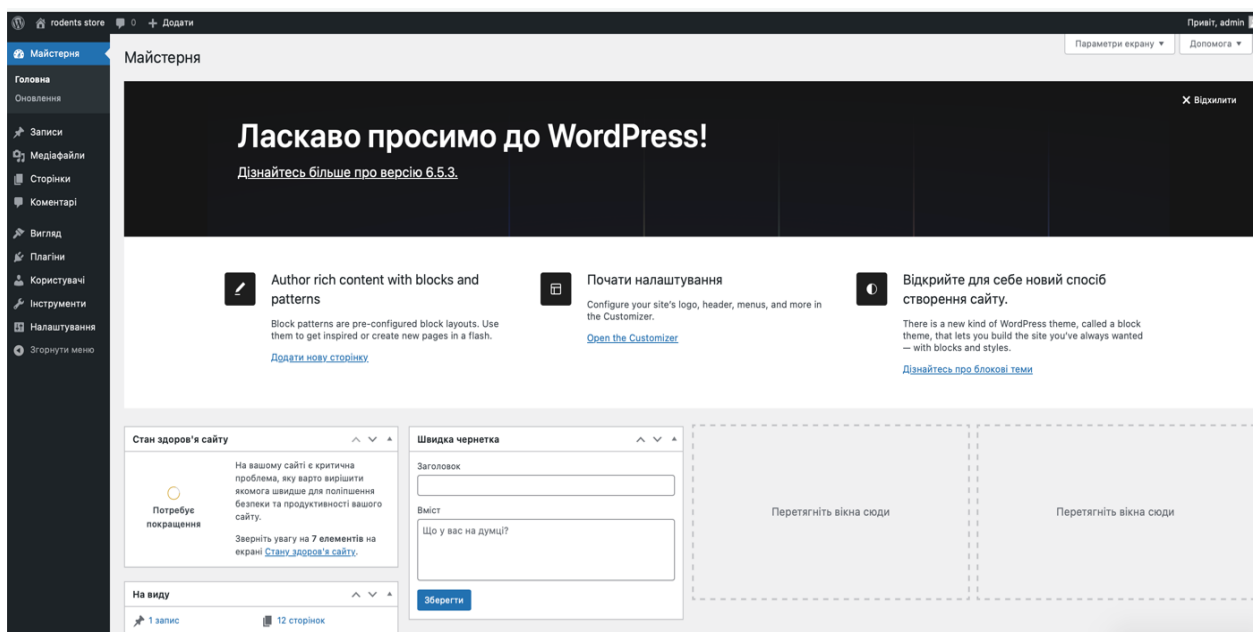 rodents store 0 + Додати Привіт, admin
Майстерня
Головна
Оновлення
Записи
Медіафайли
Сторінки
Коментарі
Вигляд
Плагіни
Користувачі
Інструменти
Налаштування
Згорнути меню
Параметри екрану ▼ Допомога ▼
Майстерня
Відхилити
Ласкаво просимо до WordPress!
Дізнайтесь більше про версію 6.5.3.
Author rich content with blocks and
patterns
Block patterns are pre-configured block layouts. Use
them to get inspired or create new pages in a flash.
Додати нову сторінку
Почати налаштування
Configure your site's logo, header, menus, and more in
the Customizer.
Open the Customizer
Відкрийте для себе новий спосіб
створення сайту.
There is a new kind of WordPress theme, called a block
theme, that lets you build the site you've always wanted
— with blocks and styles.
Дізнайтесь про блокові теми
Стан здоров'я сайту
Потребує
покращення
На вашому сайті є критична
проблема, яку варто вирішити
якомога швидше для поліпшення
безпеки та продуктивності вашого
сайту.
Зверніть увагу на 7 елементів на
екрані Стану здоров'я сайту.
На виду
1 запис 12 сторінок
Швидка чернетка
Заголовок
Вміст
Що у вас на думці?
Зберегти
Перетягніть вікна сюди
Перетягніть вікна сюди